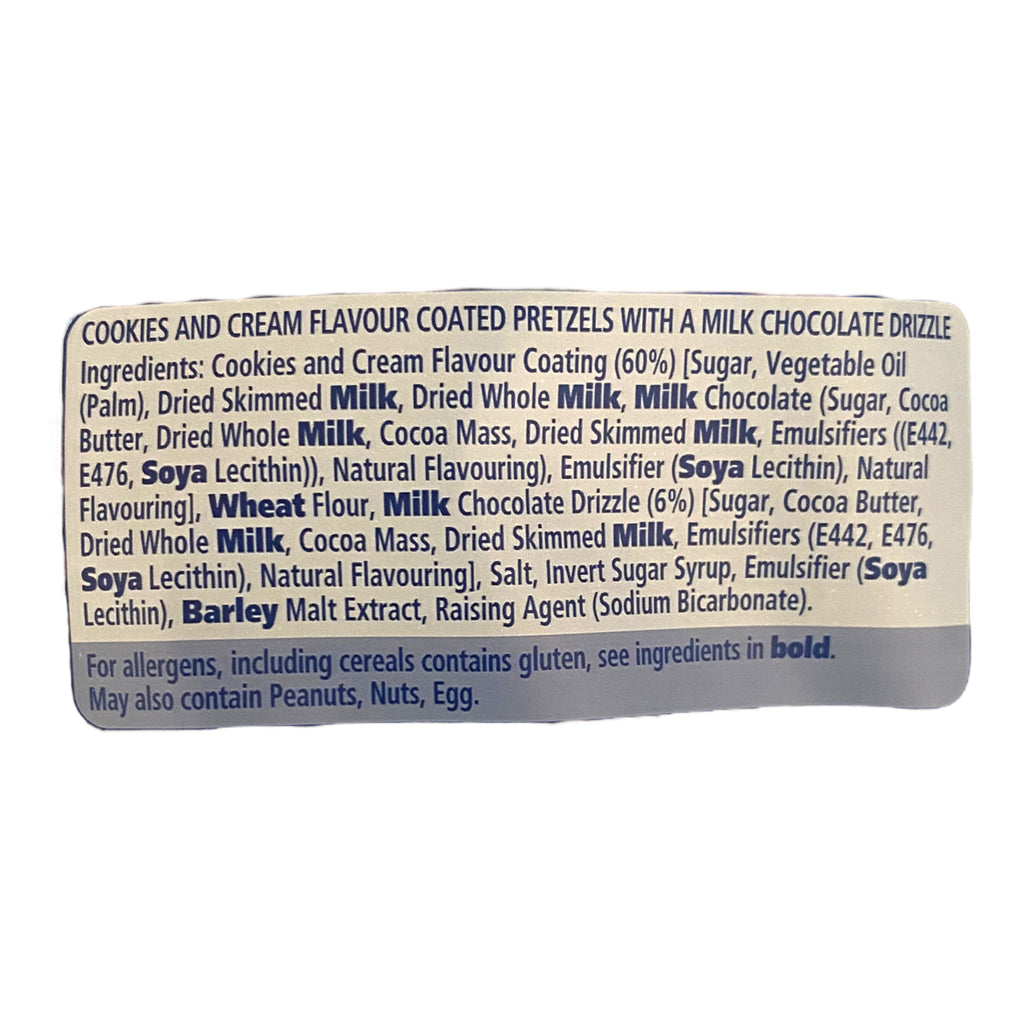 COOKIES AND CREAM FLAVOUR COATED PRETZELS WITH A MILK CHOCOLATE DRIZZLE
Ingredients: Cookies and Cream Flavour Coating (60%) [Sugar, Vegetable Oil
(Palm), Dried Skimmed Milk, Dried Whole Milk, Milk Chocolate (Sugar, Cocoa
Butter, Dried Whole Milk, Cocoa Mass, Dried Skimmed Milk, Emulsifiers ((E442,
E476, Soya Lecithin)), Natural Flavouring), Emulsifier (Soya Lecithin), Natural
Flavouring], Wheat Flour, Milk Chocolate Drizzle (6%) [Sugar, Cocoa Butter,
Dried Whole Milk, Cocoa Mass, Dried Skimmed Milk, Emulsifiers (E442, E476,
Soya Lecithin), Natural Flavouring], Salt, Invert Sugar Syrup, Emulsifier (Soya
Lecithin), Barley Malt Extract, Raising Agent (Sodium Bicarbonate).
For allergens, including cereals contains gluten, see ingredients in bold.
May also contain Peanuts, Nuts, Egg.